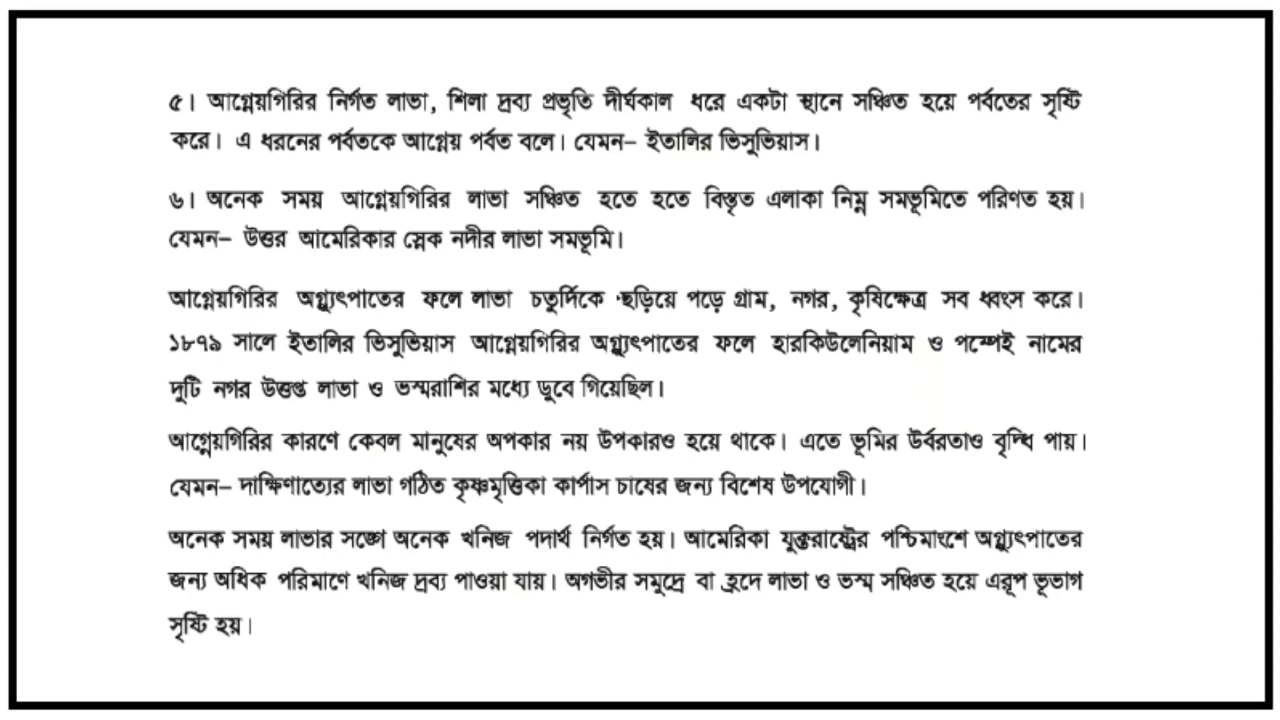 ৫। আগ্নেয়গিরির নির্গত লাভা, শিলা দ্রব্য প্রভৃতি দীর্ঘকাল ধরে একটা স্থানে সঞ্চিত হয়ে পর্বতের সৃষ্টি
করে। এ ধরনের পর্বতকে আগ্নেয় পর্বত বলে। যেমন– ইতালির ভিসুভিয়াস।
৬। অনেক সময় আগ্নেয়গিরির লাভা সঞ্চিত হতে হতে বিস্তৃত এলাকা নিম্ন সমভূমিতে পরিণত হয়।
যেমন– উত্তর আমেরিকার স্নেক নদীর লাভা সমভূমি।
আগ্নেয়গিরির অগ্ন্যুৎপাতের ফলে লাভা চতুর্দিকে ছড়িয়ে পড়ে গ্রাম, নগর, কৃষিক্ষেত্র সব ধ্বংস করে।
১৮৭৯ সালে ইতালির ভিসুভিয়াস আগ্নেয়গিরির অগ্ন্যুৎপাতের ফলে হারকিউলেনিয়াম ও পম্পেই নামের
দুটি নগর উত্তপ্ত লাভা ও ভস্মরাশির মধ্যে ডুবে গিয়েছিল।
আগ্নেয়গিরির কারণে কেবল মানুষের অপকার নয় উপকারও হয়ে থাকে। এতে ভূমির উর্বরতাও বৃদ্ধি পায়।
যেমন– দাক্ষিণাত্যের লাভা গঠিত কৃষ্ণমৃত্তিকা কার্পাস চাষের জন্য বিশেষ উপযোগী।
অনেক সময় লাভার সঙ্গে অনেক খনিজ পদার্থ নির্গত হয়। আমেরিকা যুক্তরাষ্ট্রের পশ্চিমাংশে অগ্ন্যুৎপাতের
জন্য অধিক পরিমাণে খনিজ দ্রব্য পাওয়া যায়। অগভীর সমুদ্রে বা হ্রদে লাভা ও ভস্ম সঞ্চিত হয়ে এরূপ ভূভাগ
সৃষ্টি হয়।